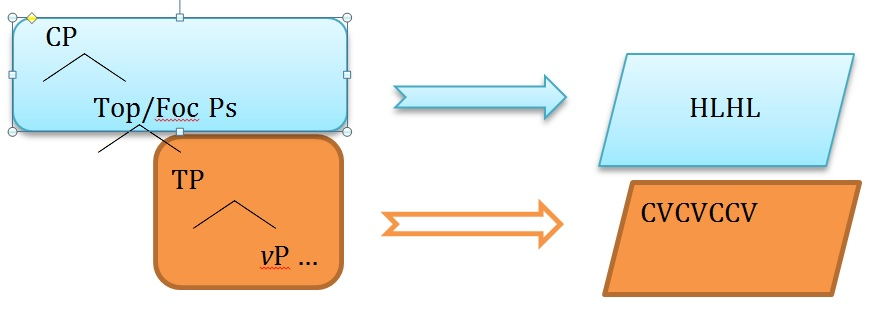 CP
Top/Foc Ps
TP
vP ...
HLHL
CVCVCCV